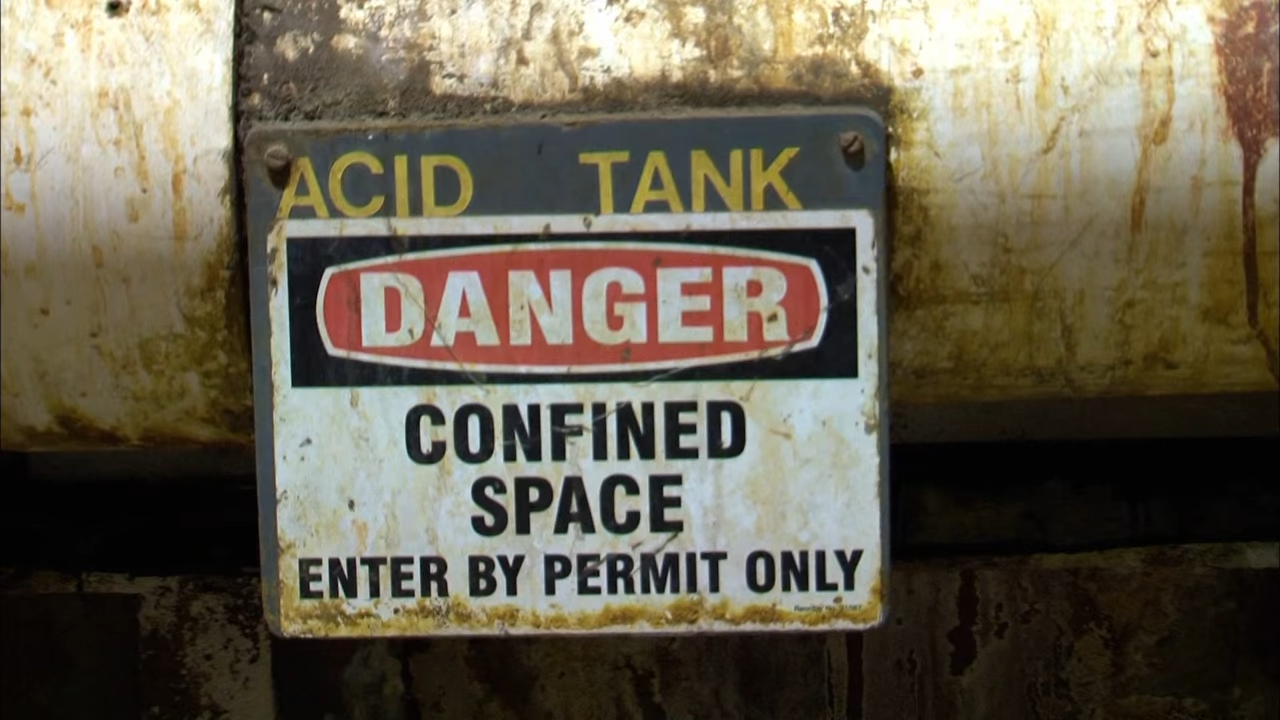 ACID TANK
DANGER
CONFINED
SPACE
ENTER BY PERMIT ONLY